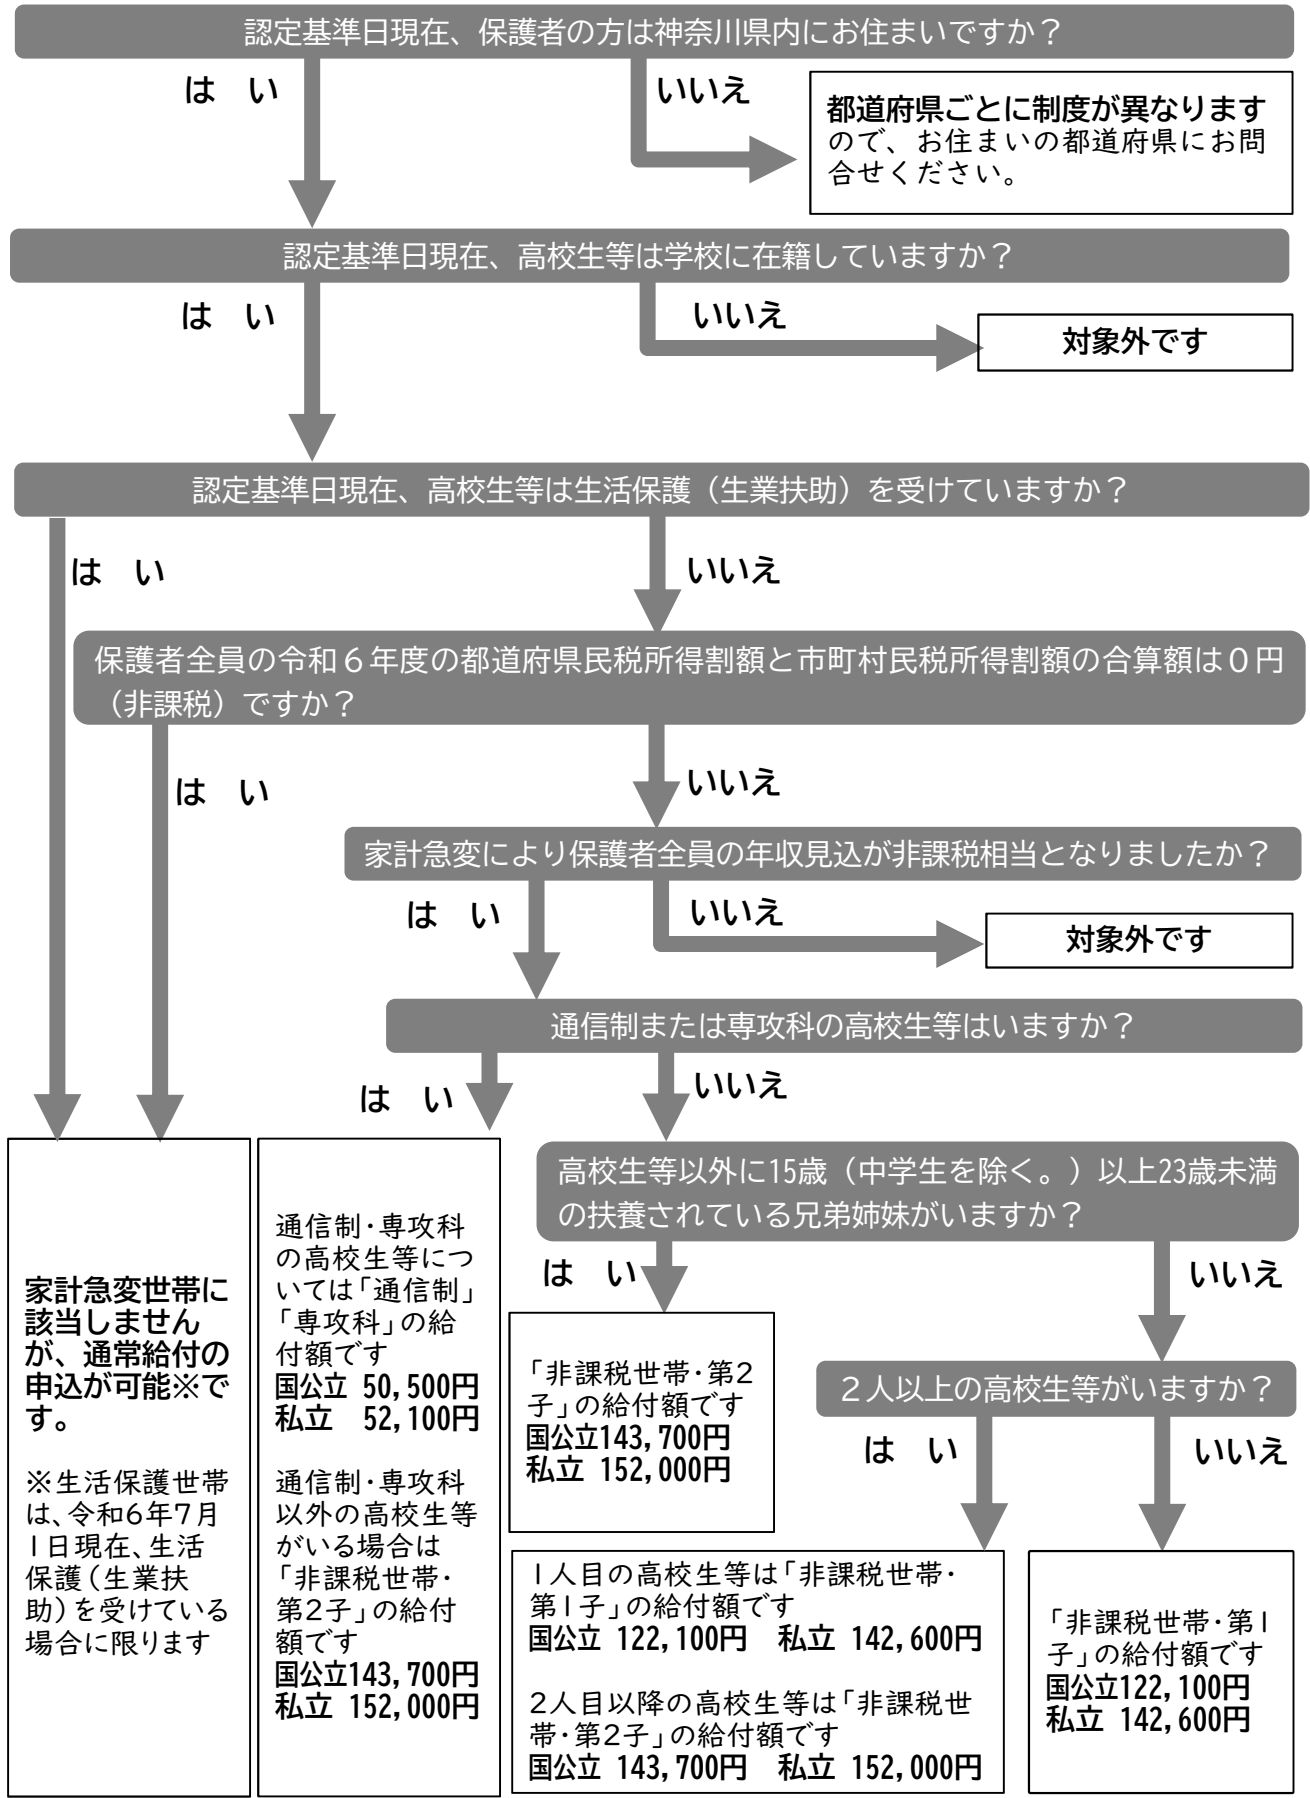 認定基準日現在、保護者の方は神奈川県内にお住まいですか？
は　い
いいえ
都道府県ごとに制度が異なります
ので、お住まいの都道府県にお問
合せください。
認定基準日現在、高校生等は学校に在籍していますか？
は　い
いいえ
対象外です
認定基準日現在、高校生等は生活保護（生業扶助）を受けていますか？
は　い
いいえ
保護者全員の令和６年度の都道府県民税所得割額と市町村民税所得割額の合算額は０円
（非課税）ですか？
は　い
いいえ
家計急変により保護者全員の年収見込が非課税相当となりましたか？
は　い
いいえ
対象外です
通信制または専攻科の高校生等はいますか？
は　い
いいえ
家計急変世帯に
該当しません
が、通常給付の
申込が可能※で
す。
※生活保護世帯
は、令和6年7月
1日現在、生活
保護（生業扶
助）を受けている
場合に限ります
通信制・専攻科
の高校生等につ
いては「通信制」
「専攻科」の給
付額です
国公立 50,500円
私立　52,100円
通信制・専攻科
以外の高校生等
がいる場合は
「非課税世帯・
第2子」の給付
額です
国公立143,700円
私立 152,000円
高校生等以外に15歳（中学生を除く。）以上23歳未満
の扶養されている兄弟姉妹がいますか？
は　い
いいえ
「非課税世帯・第2
子」の給付額です
国公立143,700円
私立 152,000円
２人以上の高校生等がいますか？
は　い
いいえ
1人目の高校生等は「非課税世帯・
第1子」の給付額です
国公立 122,100円　私立 142,600円
2人目以降の高校生等は「非課税世
帯・第2子」の給付額です
国公立 143,700円　私立 152,000円
「非課税世帯・第1
子」の給付額です
国公立122,100円
私立 142,600円